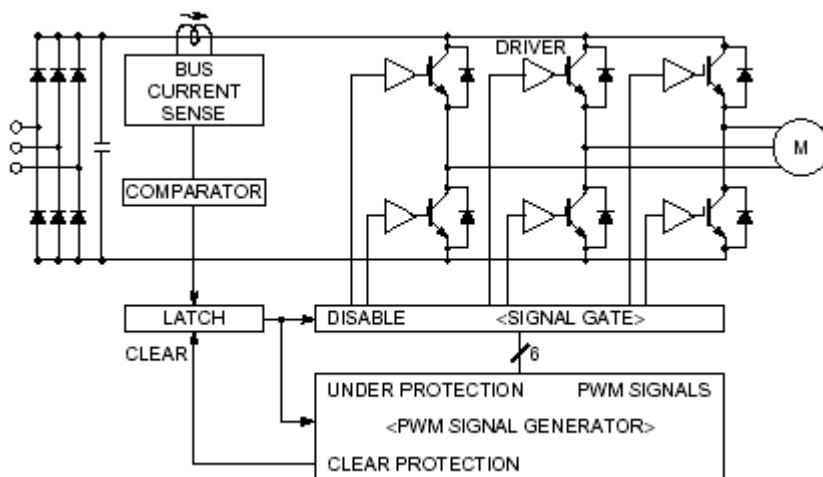 DRIVER
BUS
CURRENT
SENSE
M
COMPARATOR
LATCH
DISABLE <SIGNAL GATE>
CLEAR
6
UNDER PROTECTION PWM SIGNALS
<PWM SIGNAL GENERATOR>
CLEAR PROTECTION